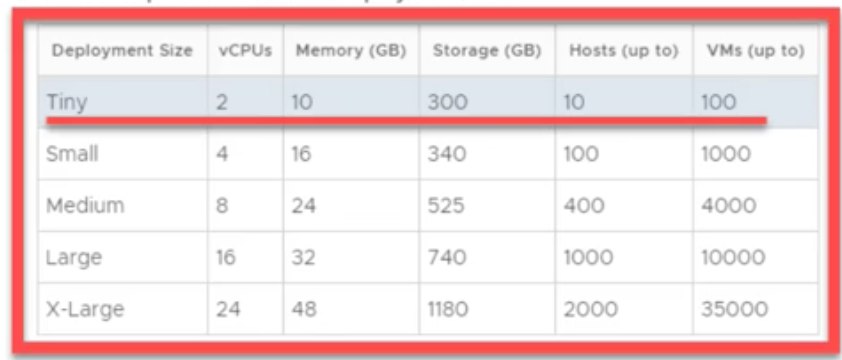 Deployment Size vCPUs Memory (GB) Storage (GB) Hosts (up to) VMs (up to)
Tiny 2 10 300 10 100
Small 4 16 340 100 1000
Medium 8 24 525 400 4000
Large 16 32 740 1000 10000
X-Large 24 48 1180 2000 35000